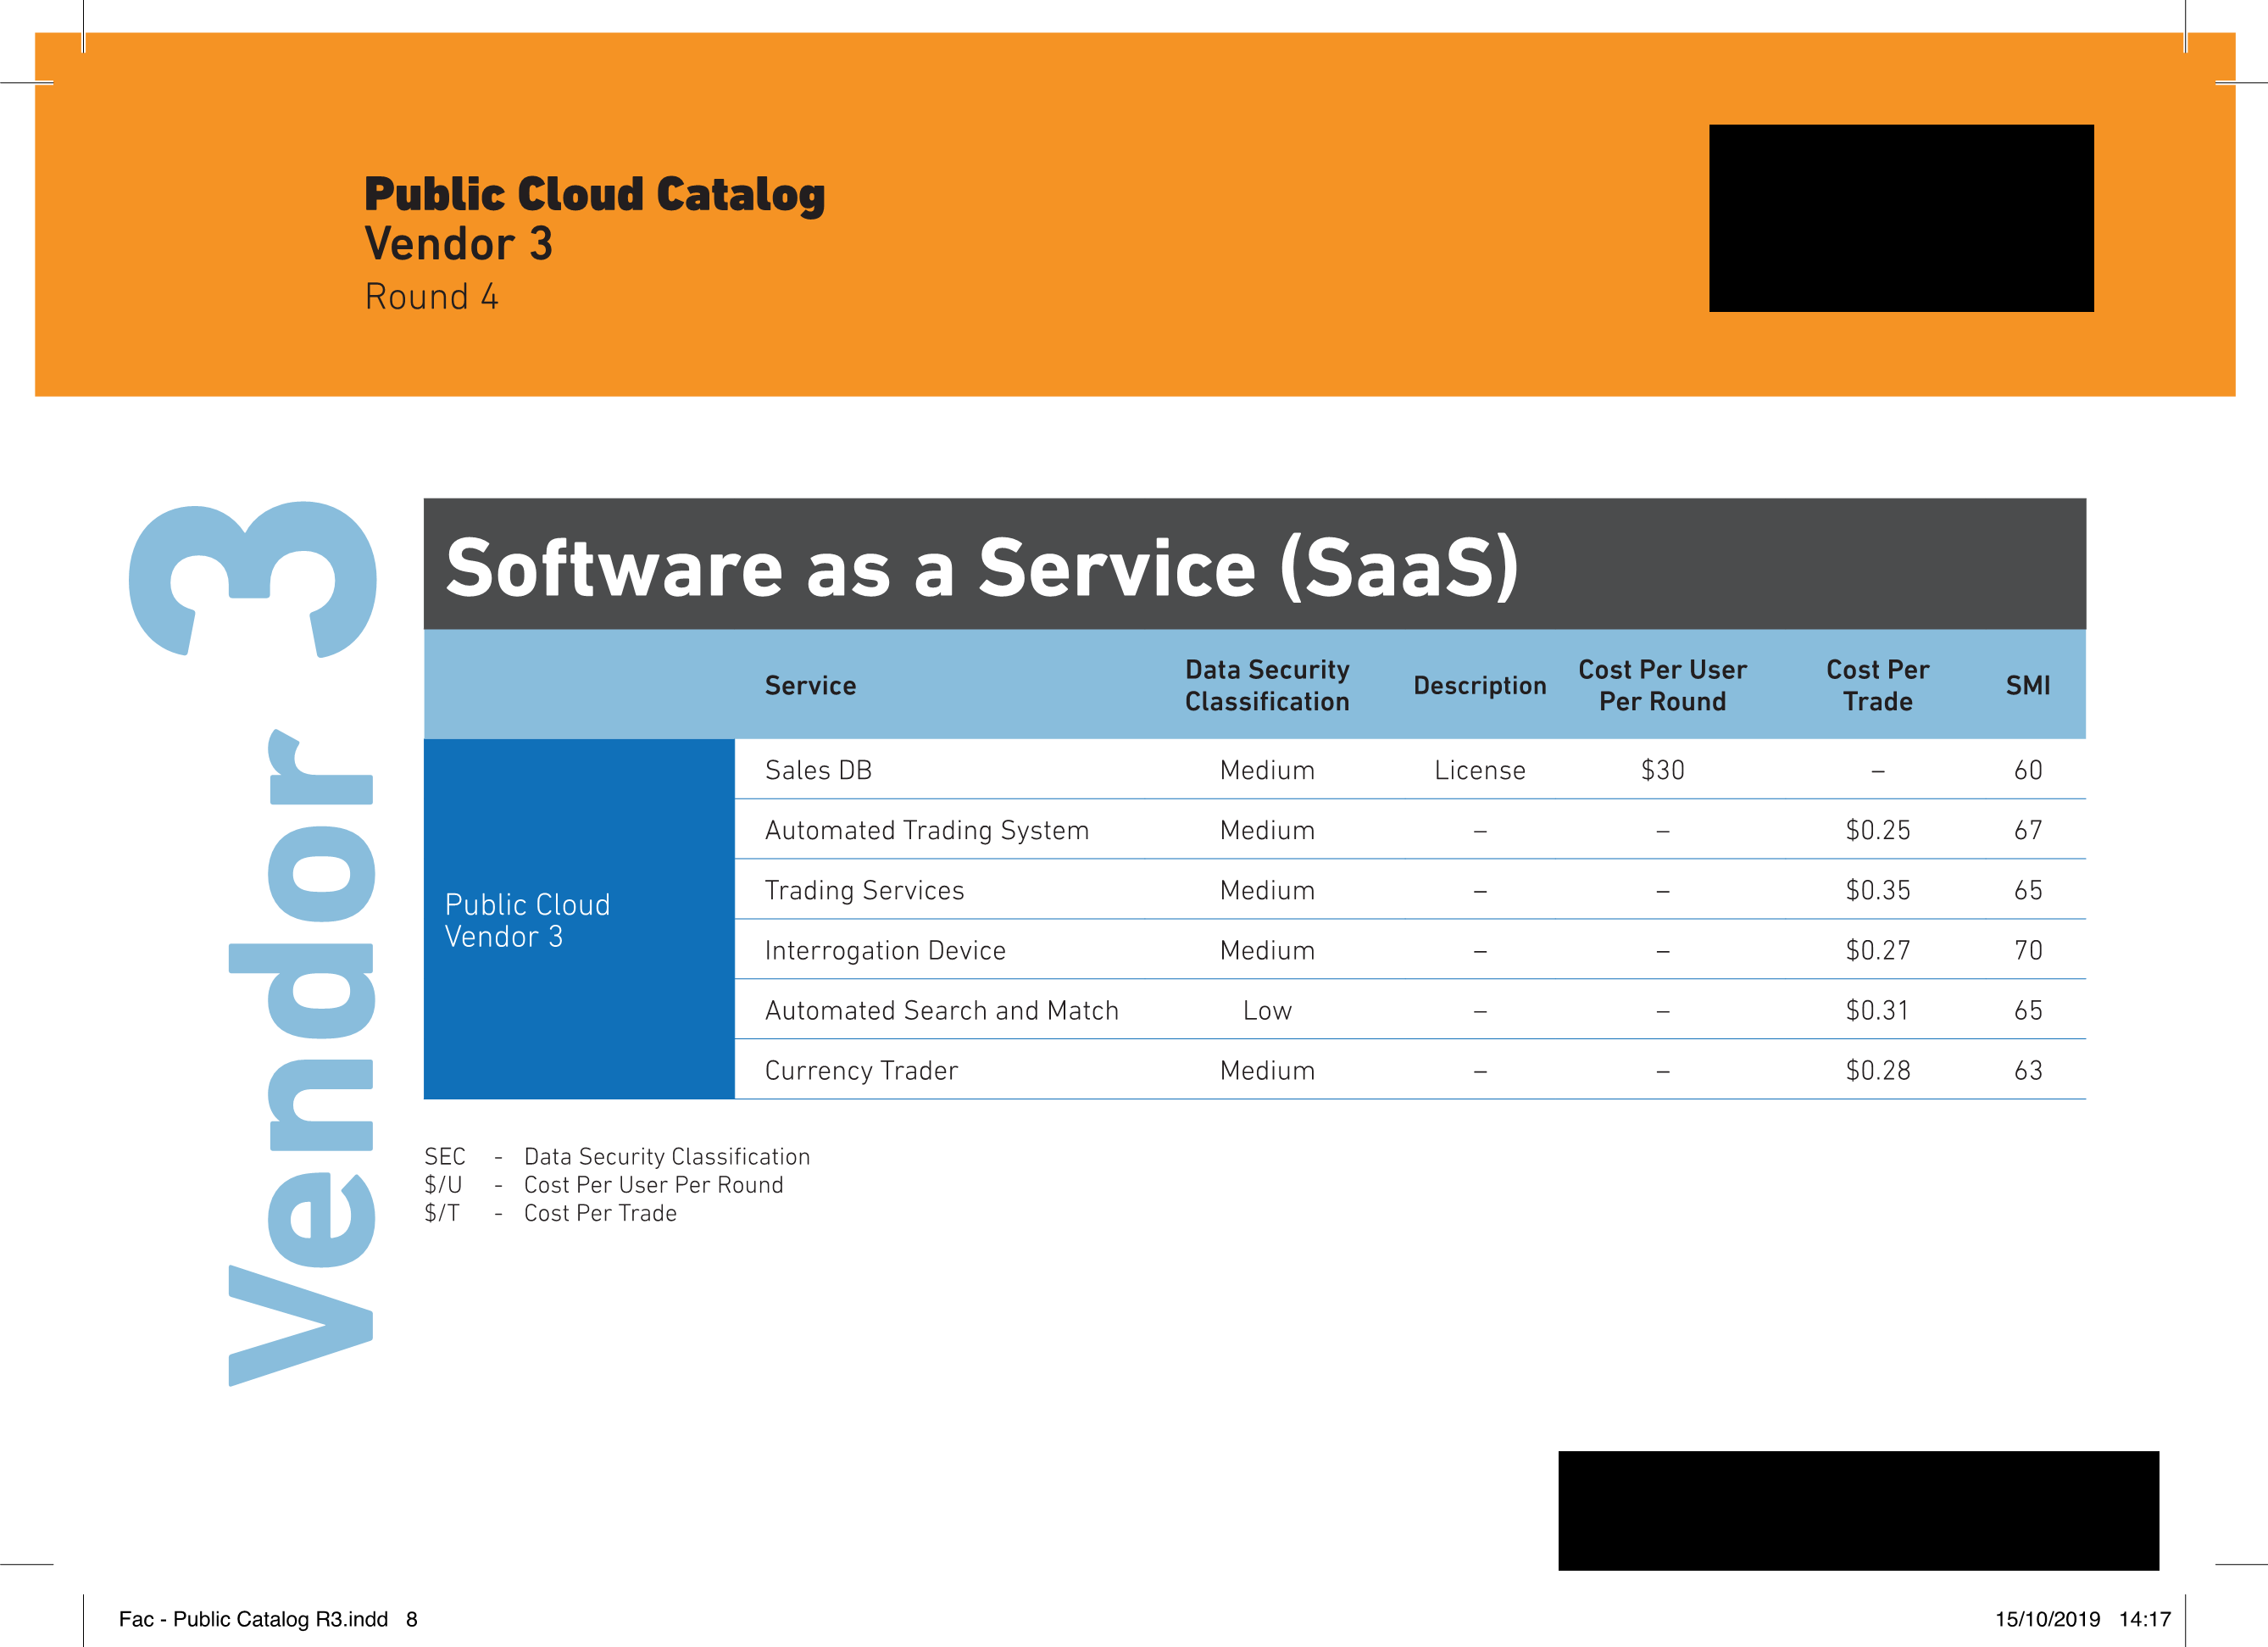 Public Cloud Catalog
Vendor 3
Round 4
Vendor 3
Software as a Service (SaaS)
Service Data Security Classification Description Cost Per User Per Round Cost Per Trade SMI
Public Cloud
Vendor 3
Sales DB Medium License $30 – 60
Automated Trading System Medium – – $0.25 67
Trading Services Medium – – $0.35 65
Interrogation Device Medium – – $0.27 70
Automated Search and Match Low – – $0.31 65
Currency Trader Medium – – $0.28 63
SEC - Data Security Classification
$/U - Cost Per User Per Round
$/T - Cost Per Trade
Fac - Public Catalog R3.indd 8
15/10/2019 14:17